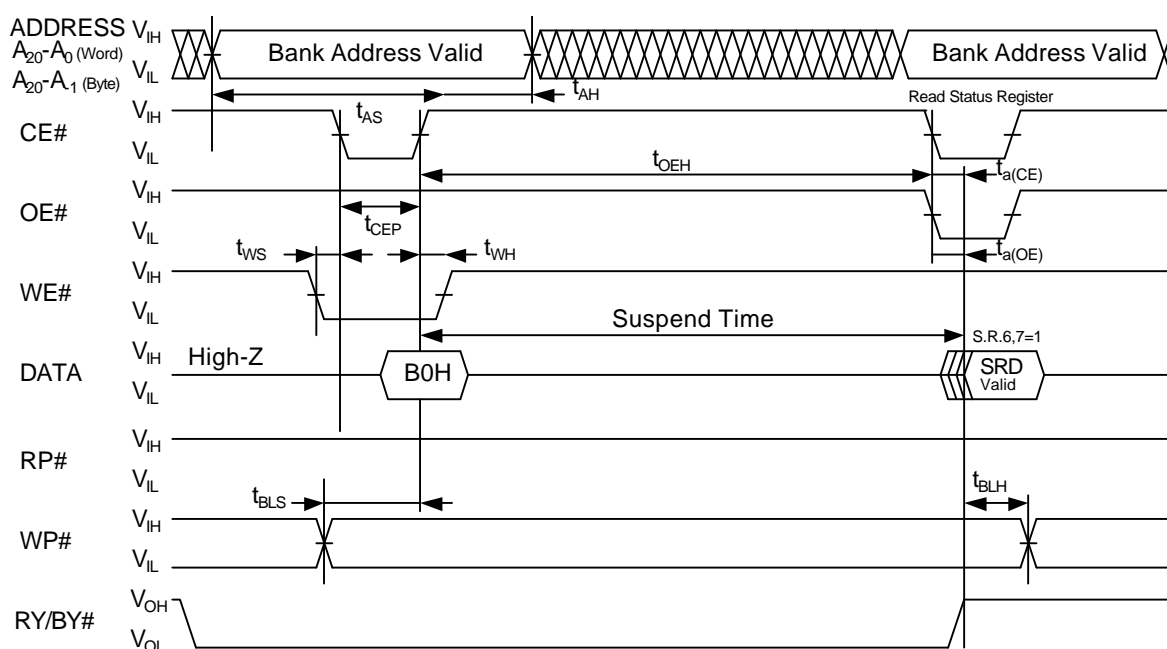 ADDRESS VIH
A20-A0 (Word) Bank Address Valid Bank Address Valid
VIL
A20-A-1 (Byte)
tAH
Read Status Register
VIH
tAS
CE#
VIL
tOEH ta(CE)
VIH
OE#
tCEP
VIL
tWS tWH ta(OE)
VIH
WE#
VIL
Suspend Time
S.R.6,7=1
VIH High-Z
DATA B0H SRD
Valid
VIL
VIH
RP#
VIL
tBLS tBLH
VIH
WP#
VIL
VOH
RY/BY#
VOL